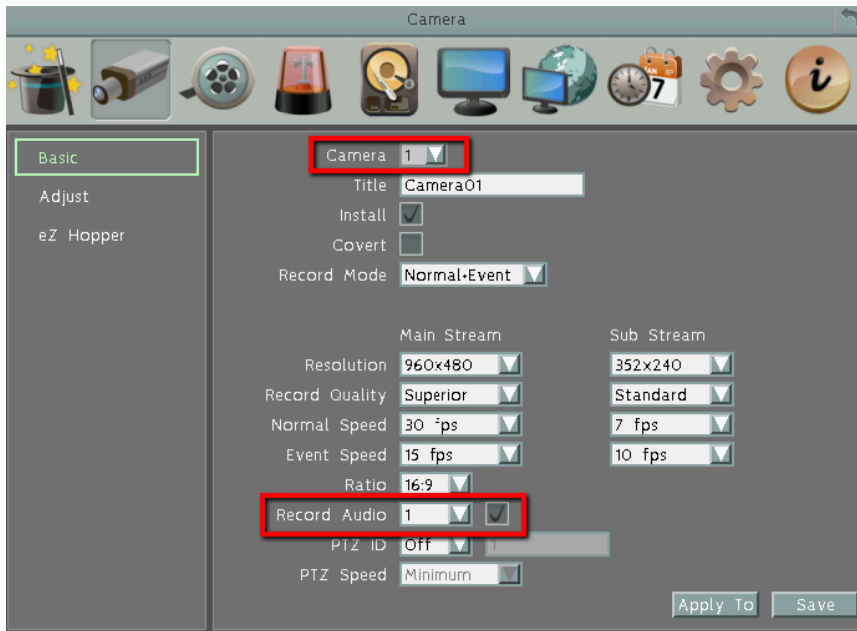 Camera
JAN
7
i
Basic
Adjust
eZ Hopper
Camera 1
Title Camera01
Install
Covert
Record Mode Normal+Event
Main Stream Sub Stream
Resolution 960x480 352x240
Record Quality Superior Standard
Normal Speed 30 fps 7 fps
Event Speed 15 fps 10 fps
Ratio 16:9
Record Audio 1
PTZ ID Off 1
PTZ Speed Minimum
Apply To Save